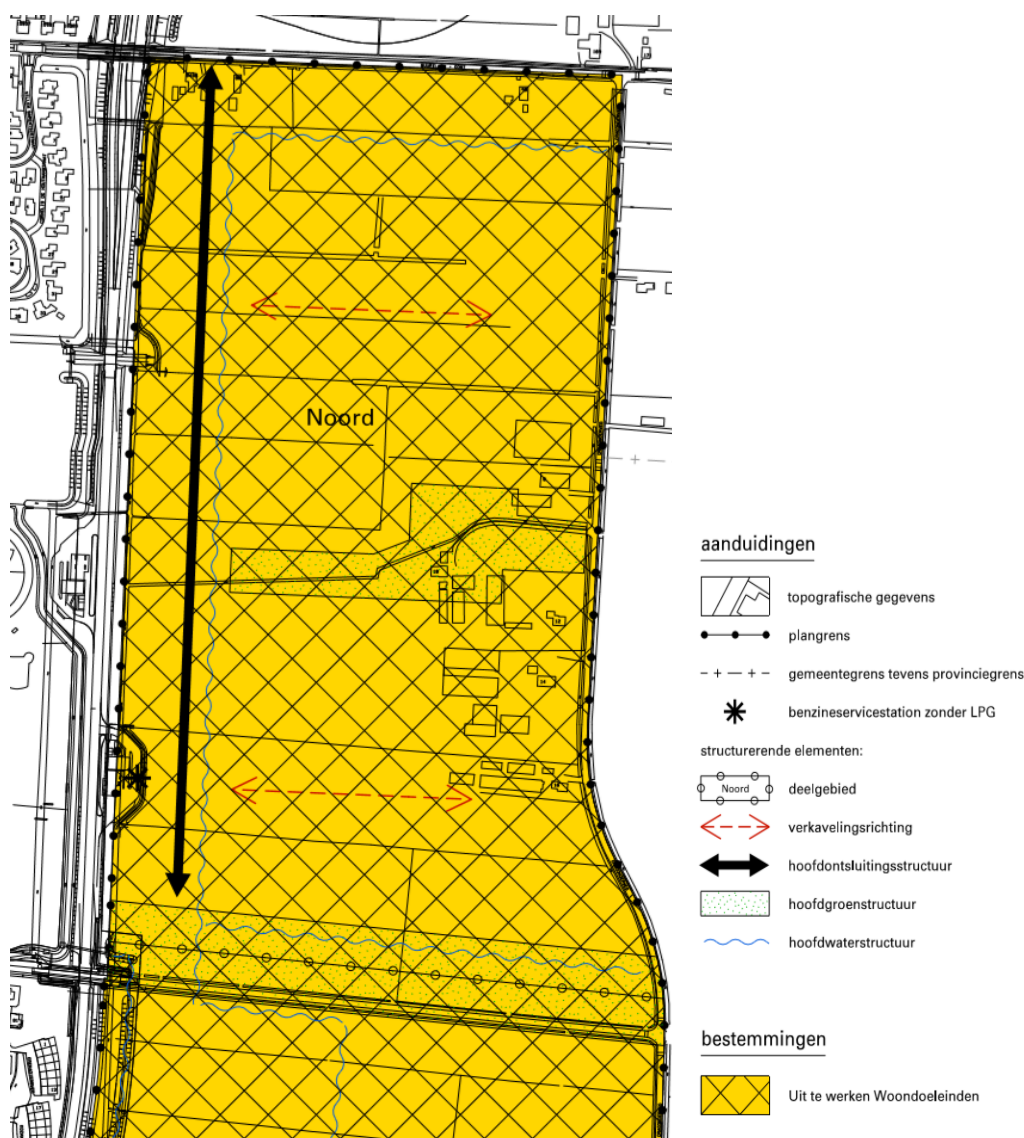 Noord
aanduidingen
topografische gegevens
plangrens
gemeentegrens tevens provinciegrens
benzineservicestation zonder LPG
structurerende elementen:
Noord
deelgebied
verkavelingsrichting
hoofdontsluitingsstructuur
hoofdgroenstructuur
hoofdwaterstructuur
bestemmingen
Uit te werken Woondoeleinden